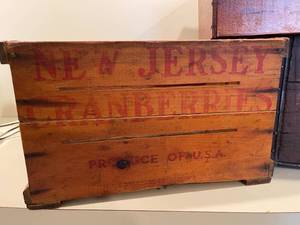 NEW JERSEY
CRANBERRIES
PRODUCE OF U.S.A.